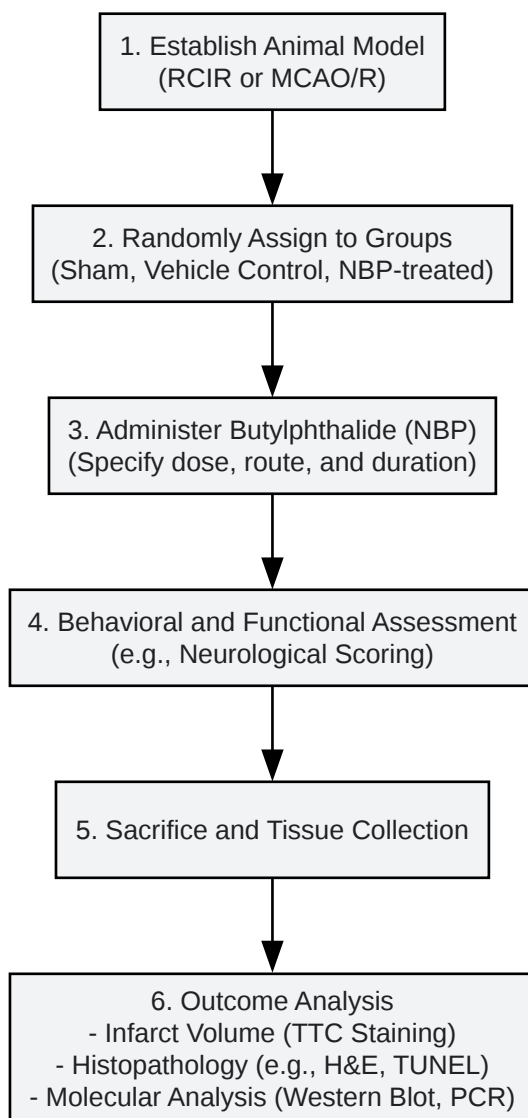 1. Establish Animal Model
(RCIR or MCAO/R)
2. Randomly Assign to Groups
(Sham, Vehicle Control, NBP-treated)
3. Administer Butylphthalide (NBP)
(Specify dose, route, and duration)
4. Behavioral and Functional Assessment
(e.g., Neurological Scoring)
5. Sacrifice and Tissue Collection
6. Outcome Analysis
- Infarct Volume (TTC Staining)
- Histopathology (e.g., H&E, TUNEL)
- Molecular Analysis (Western Blot, PCR)